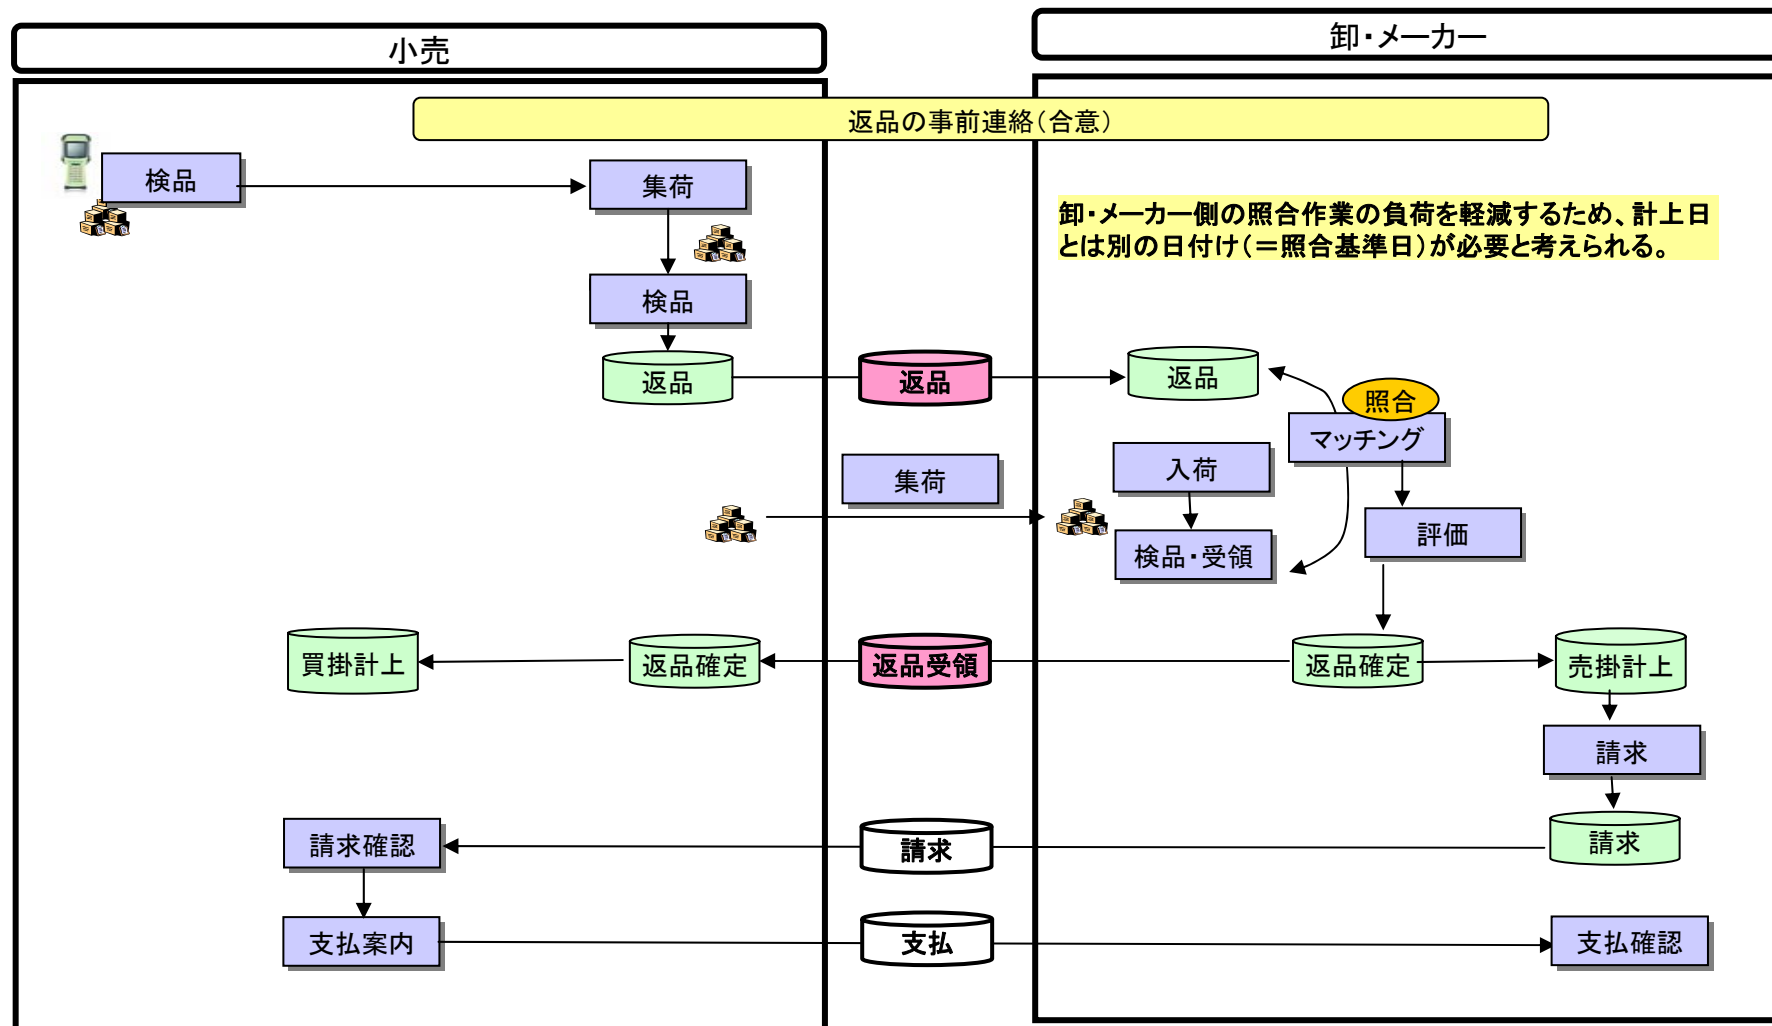 小売
卸・メーカー
返品の事前連絡(合意)
検品
集荷
卸・メーカー側の照合作業の負荷を軽減するため、計上日
とは別の日付け(=照合基準日)が必要と考えられる。
検品
返品
返品
返品
照合
マッチング
集荷
入荷
評価
検品・受領
買掛計上
返品確定
返品受領
返品確定
売掛計上
請求
請求確認
請求
請求
支払案内
支払
支払確認